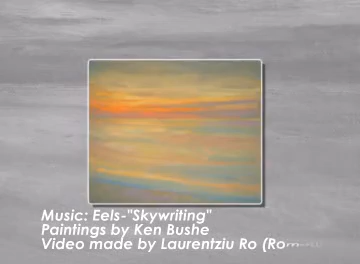 Music: Eels-"Skywriting"
Paintings by Ken Bushe
Video made by Laurentziu Ro